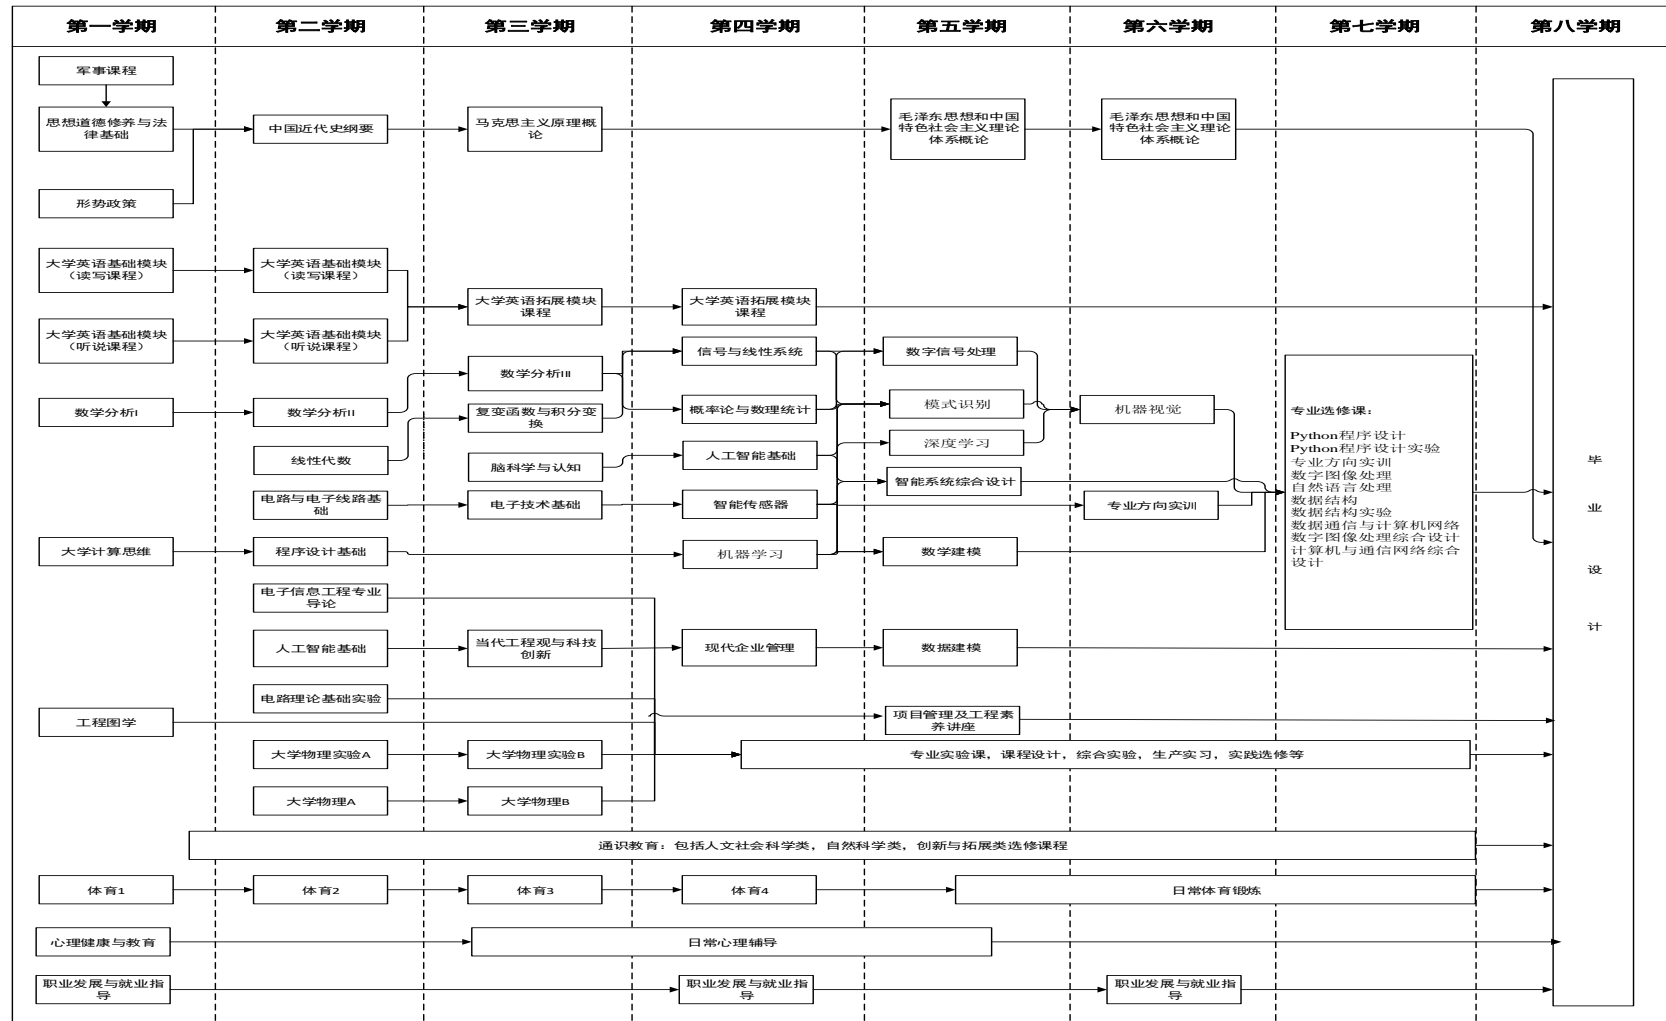 第一学期
第二学期
第三学期
第四学期
第五学期
第六学期
第七学期
第八学期
军事课程
思想道德修养与法
律基础
中国近代史纲要
马克思主义原理概
论
毛泽东思想和中国
特色社会主义理论
体系概论
毛泽东思想和中国
特色社会主义理论
体系概论
形势政策
大学英语基础模块
（读写课程）
大学英语基础模块
（读写课程）
大学英语拓展模块
课程
大学英语拓展模块
课程
大学英语基础模块
（听说课程）
大学英语基础模块
（听说课程）
信号与线性系统
数字信号处理
数学分析III
数学分析I
数学分析II
复变函数与积分变
换
概率论与数理统计
模式识别
机器视觉
线性代数
脑科学与认知
人工智能基础
深度学习
智能系统综合设计
电路与电子线路基
础
电子技术基础
智能传感器
专业方向实训
大学计算思维
程序设计基础
机器学习
数学建模
专业选修课：
Python程序设计
Python程序设计实验
专业方向实训
数字图像处理
自然语言处理
数据结构
数据结构实验
数据通信与计算机网络
数字图像处理综合设计
计算机与通信网络综合
设计
毕
业
设
计
电子信息工程专业
导论
人工智能基础
当代工程观与科技
创新
现代企业管理
数据建模
电路理论基础实验
工程图学
项目管理及工程素
养讲座
大学物理实验A
大学物理实验B
专业实验课，课程设计，综合实验，生产实习，实践选修等
大学物理A
大学物理B
通识教育：包括人文社会科学类，自然科学类，创新与拓展类选修课程
体育1
体育2
体育3
体育4
日常体育锻炼
心理健康与教育
日常心理辅导
职业发展与就业指
导
职业发展与就业指
导
职业发展与就业指
导